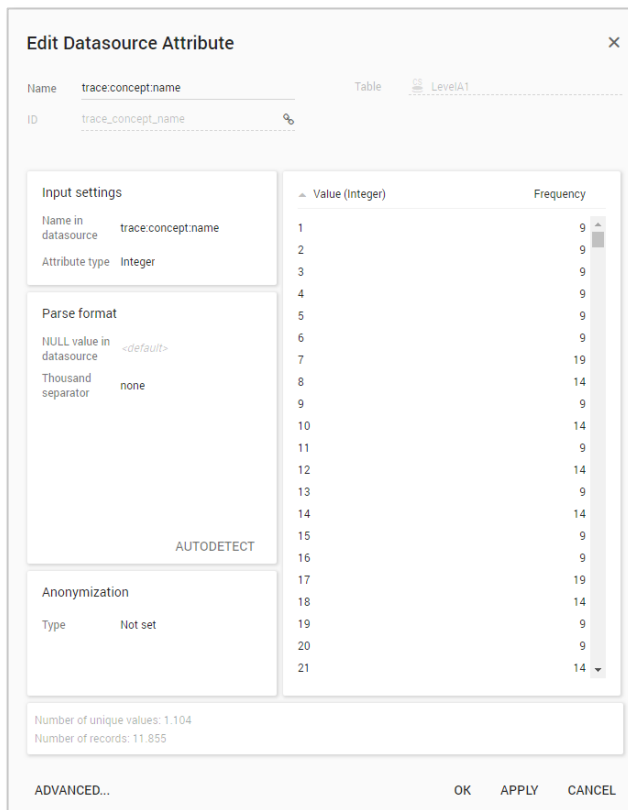 Edit Datasource Attribute
Name trace:concept:name Table CS LevelA1
ID trace_concept_name
Input settings
Name in datasource trace:concept:name
Attribute type Integer
Parse format
NULL value in datasource <default>
Thousand separator none
AUTODETECT
Anonymization
Type Not set
Value (Integer) Frequency
1 9
2 9
3 9
4 9
5 9
6 9
7 19
8 14
9 9
10 14
11 9
12 14
13 9
14 14
15 9
16 9
17 19
18 14
19 9
20 9
21 14
Number of unique values: 1.104
Number of records: 11.855
ADVANCED... OK APPLY CANCEL